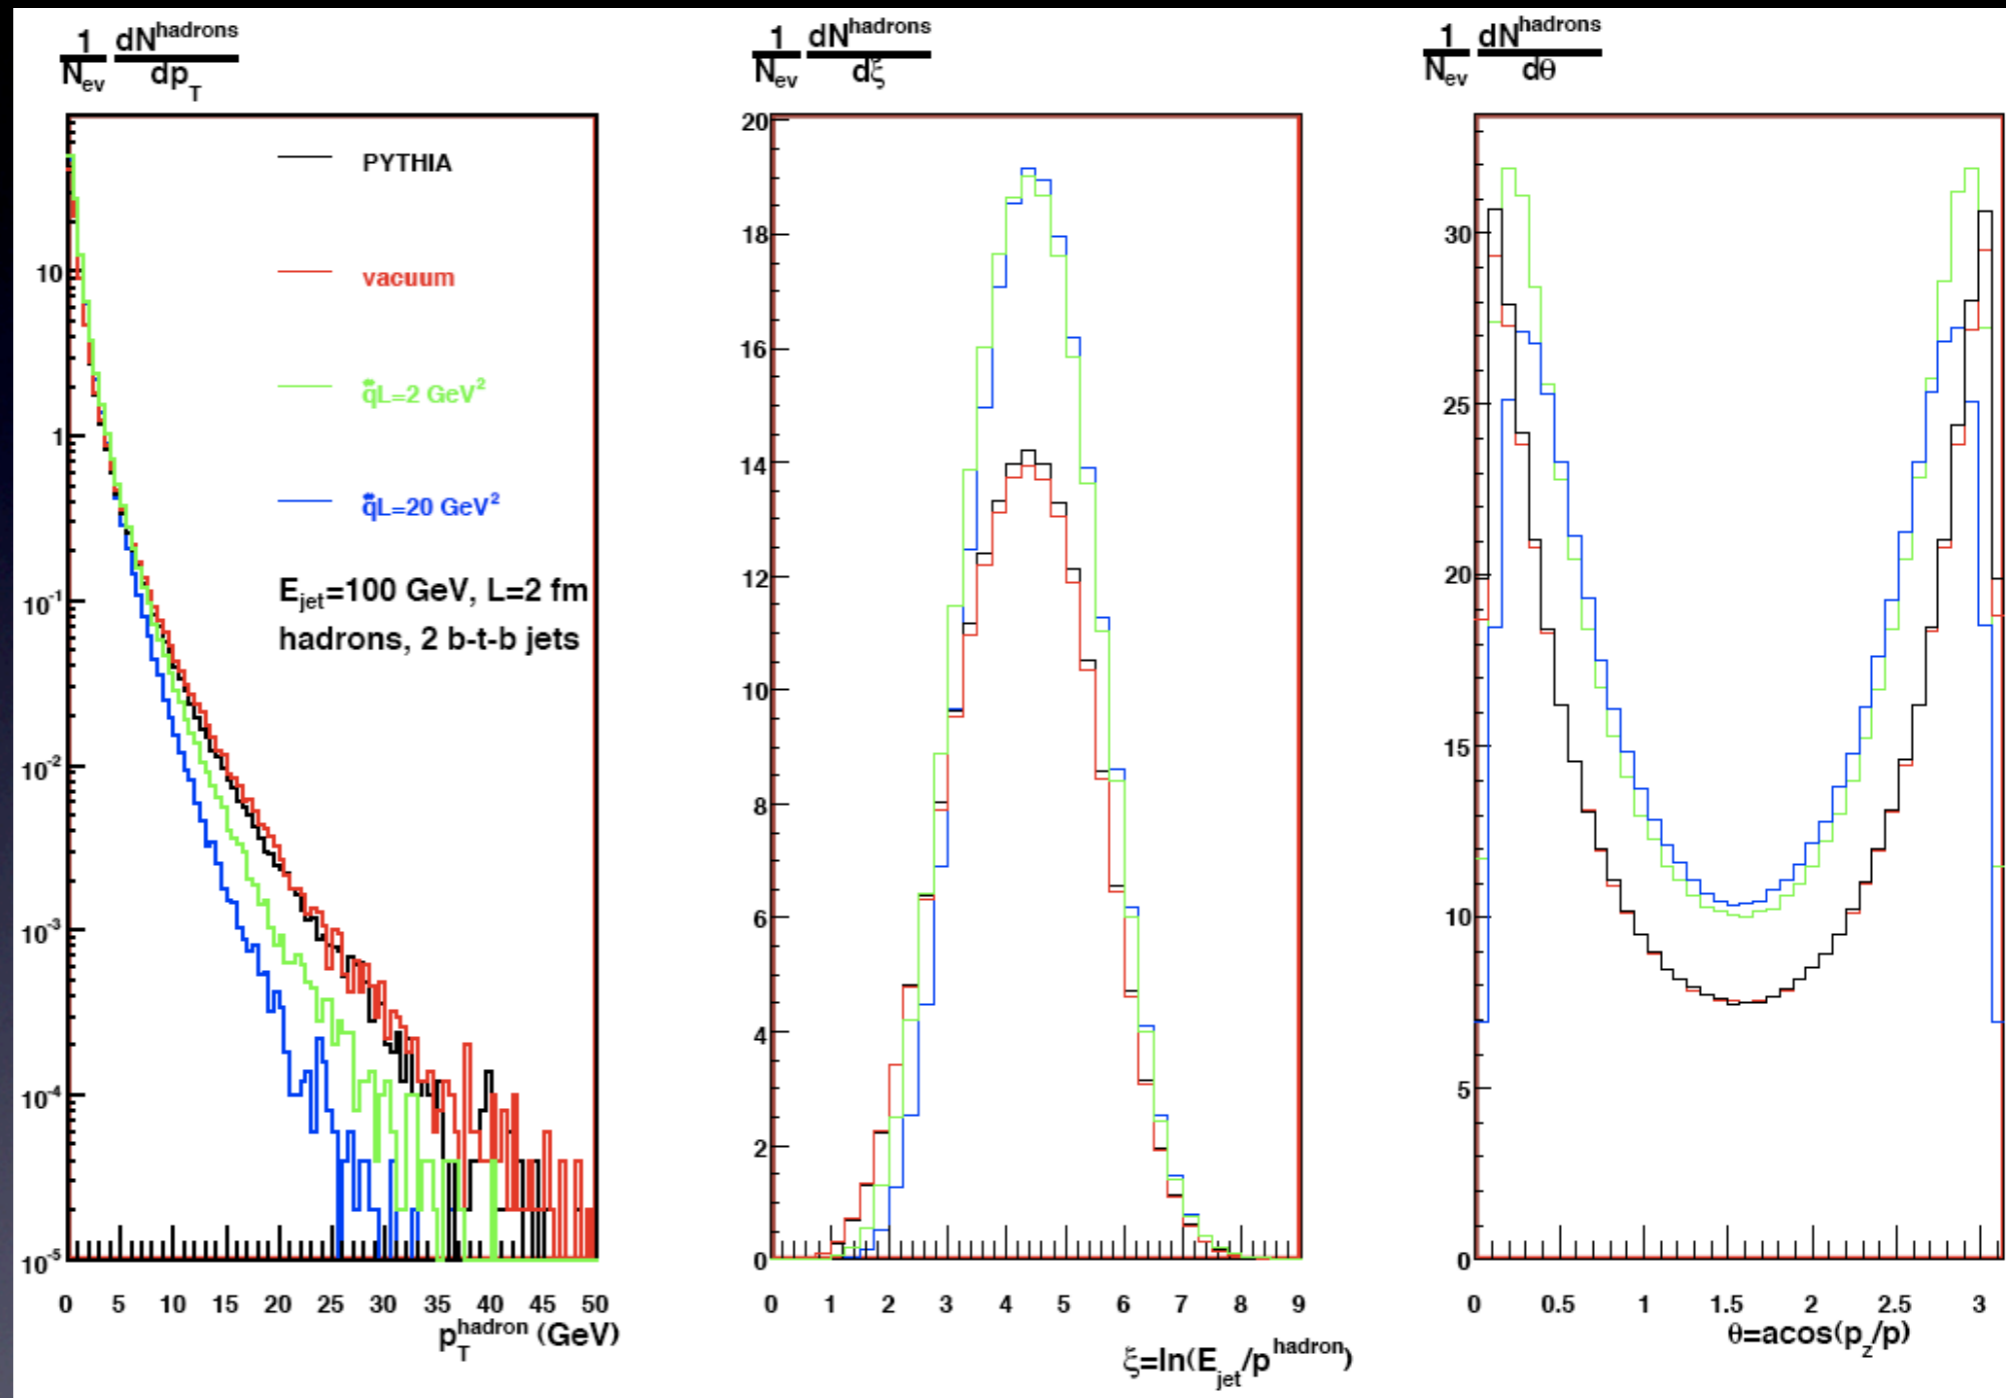 1/N_ev dN^hadrons/dp_T
10
1
10^-1
10^-2
10^-3
10^-4
10^-5
0 5 10 15 20 25 30 35 40 45 50
p_T^hadron (GeV)
PYTHIA
vacuum
q̂L=2 GeV²
q̂L=20 GeV²
E_jet=100 GeV, L=2 fm
hadrons, 2 b-t-b jets
1/N_ev dN^hadrons/dξ
20
18
16
14
12
10
8
6
4
2
0
0 1 2 3 4 5 6 7 8 9
ξ=ln(E_jet/p^hadron)
1/N_ev dN^hadrons/dθ
30
25
20
15
10
5
0
0 0.5 1 1.5 2 2.5 3
θ=acos(p_z/p)